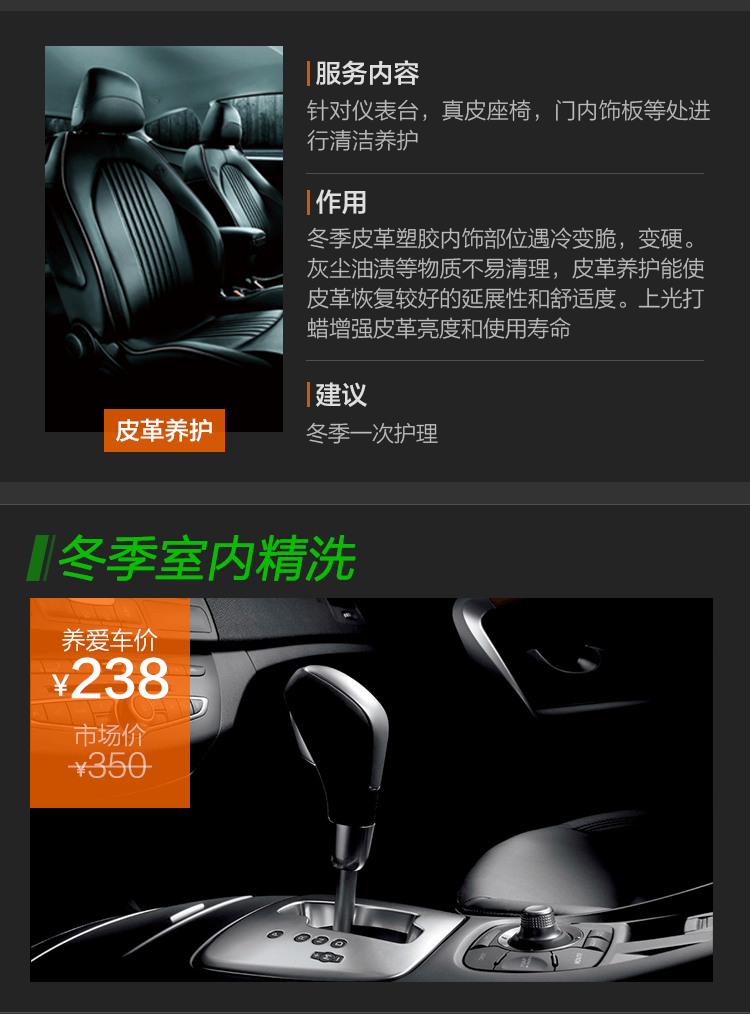 服务内容
针对仪表台，真皮座椅，门内饰板等处进
行清洁养护
作用
冬季皮革塑胶内饰部位遇冷变脆，变硬。
灰尘油渍等物质不易清理，皮革养护能使
皮革恢复较好的延展性和舒适度。上光打
蜡增强皮革亮度和使用寿命
建议
冬季一次护理
皮革养护
冬季室内精洗
养爱车价
¥238
市场价
¥350